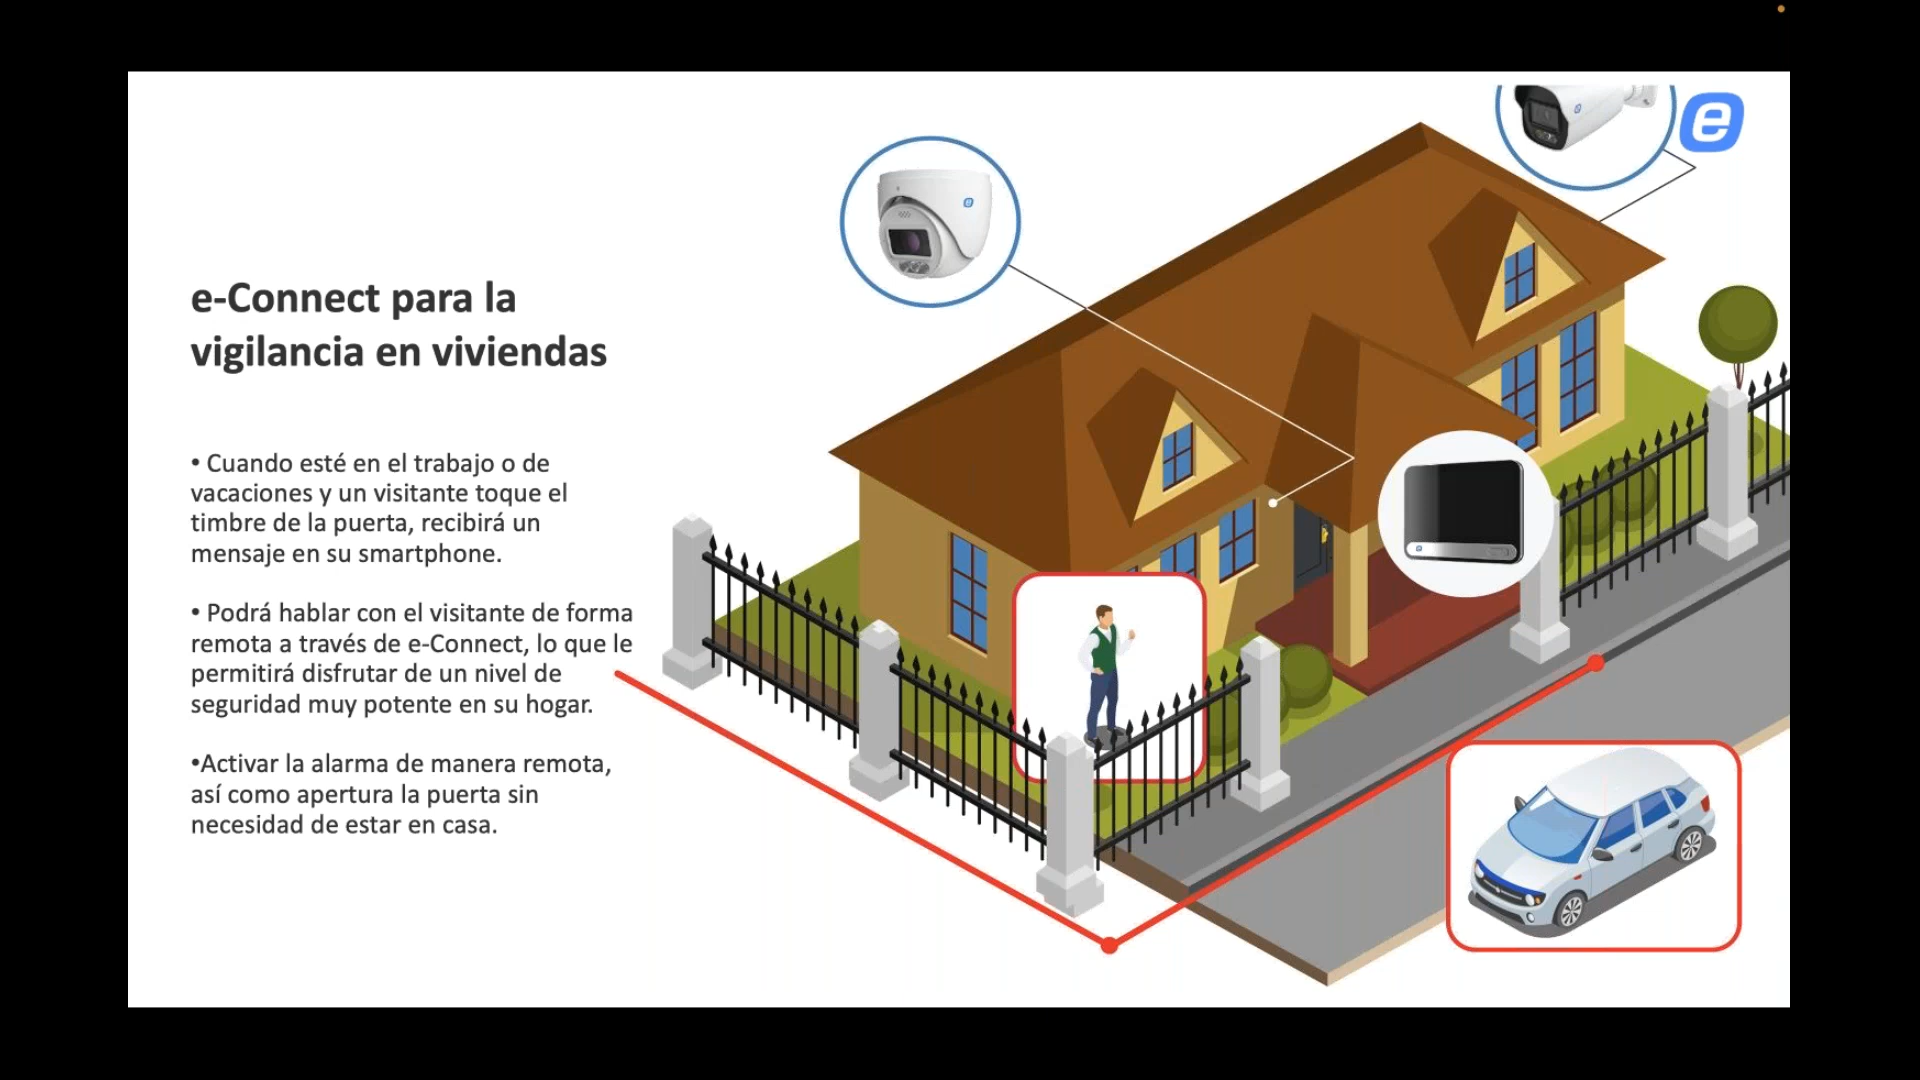 e
e-Connect para la
vigilancia en viviendas
• Cuando esté en el trabajo o de
vacaciones y un visitante toque el
timbre de la puerta, recibirá un
mensaje en su smartphone.
• Podrá hablar con el visitante de forma
remota a través de e-Connect, lo que le
permitirá disfrutar de un nivel de
seguridad muy potente en su hogar.
•Activar la alarma de manera remota,
así como apertura la puerta sin
necesidad de estar en casa.